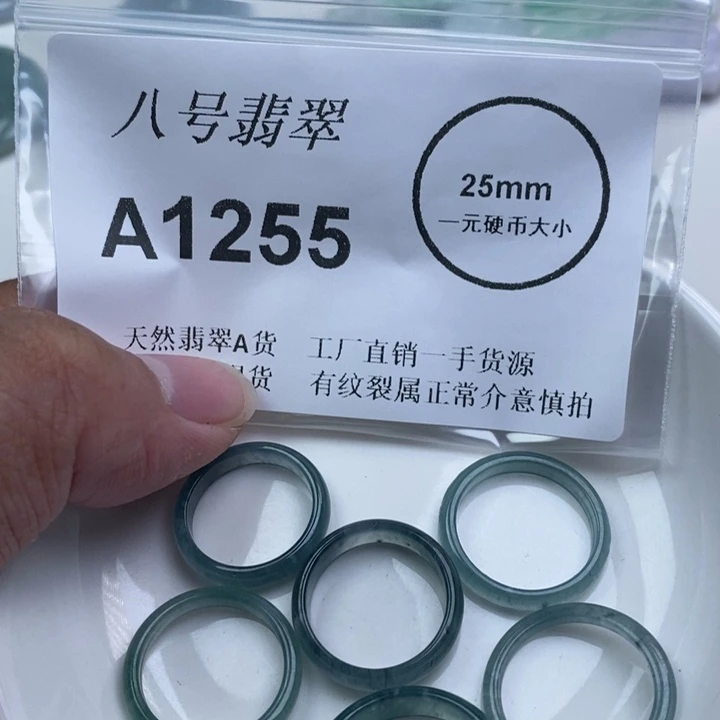 八号翡翠
A1255
25mm
一元硬币大小
天然翡翠A货 工厂直销一手货源
货 有纹裂属正常介意慎拍